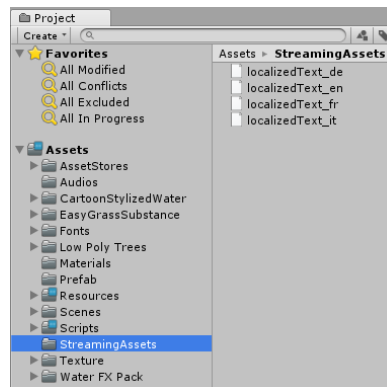 Project
Create
Favorites
All Modified
All Conflicts
All Excluded
All In Progress
Assets
AssetStores
Audios
CartoonStylizedWater
EasyGrassSubstance
Fonts
Low Poly Trees
Materials
Prefab
Resources
Scenes
Scripts
StreamingAssets
Texture
Water FX Pack
Assets ▸ StreamingAssets
localizedText_de
localizedText_en
localizedText_fr
localizedText_it